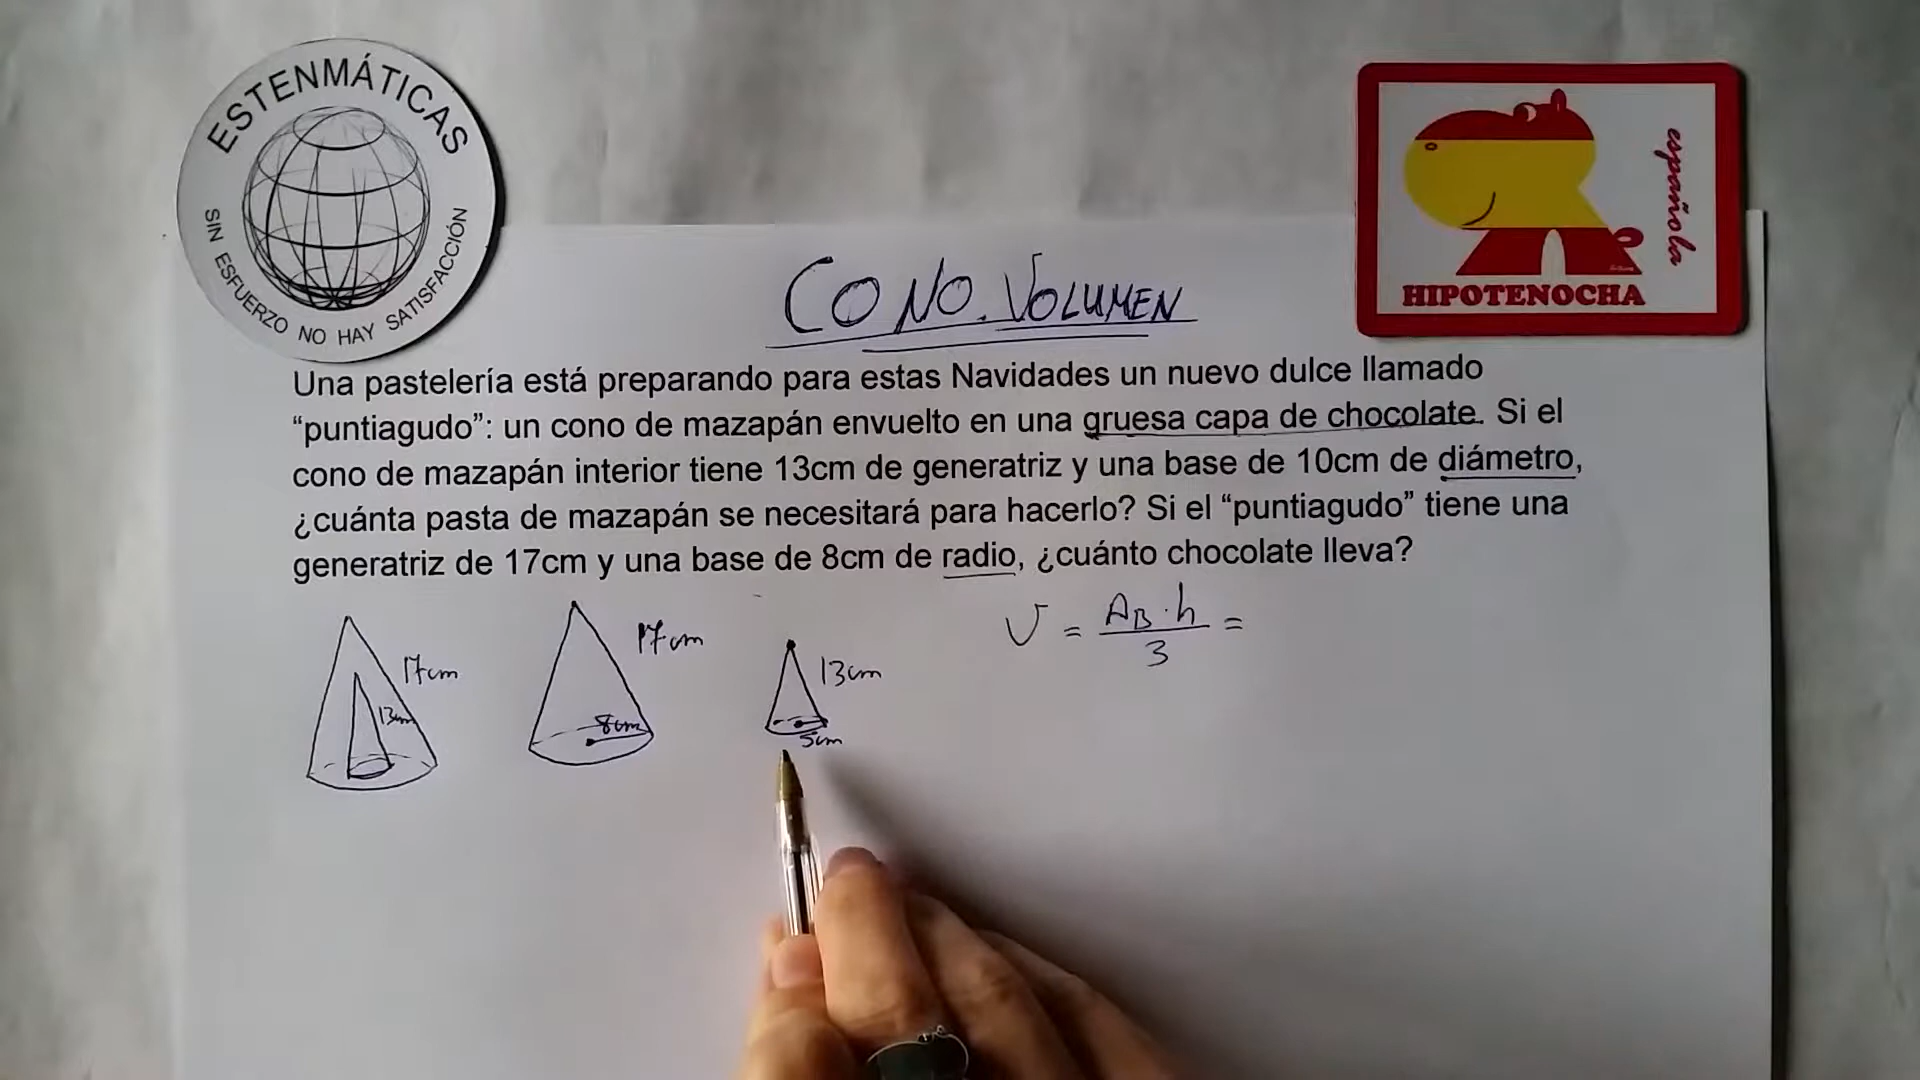 ESTENMÁTICAS
SIN ESFUERZO NO HAY SATISFACCIÓN
española
HIPOTENOCHA
CONO. VOLUMEN
Una pastelería está preparando para estas Navidades un nuevo dulce llamado
“puntiagudo”: un cono de mazapán envuelto en una gruesa capa de chocolate. Si el
cono de mazapán interior tiene 13cm de generatriz y una base de 10cm de diámetro,
¿cuánta pasta de mazapán se necesitará para hacerlo? Si el “puntiagudo” tiene una
generatriz de 17cm y una base de 8cm de radio, ¿cuánto chocolate lleva?
17cm
13cm
17cm
8cm
13cm
5cm
V = AB·h / 3 =